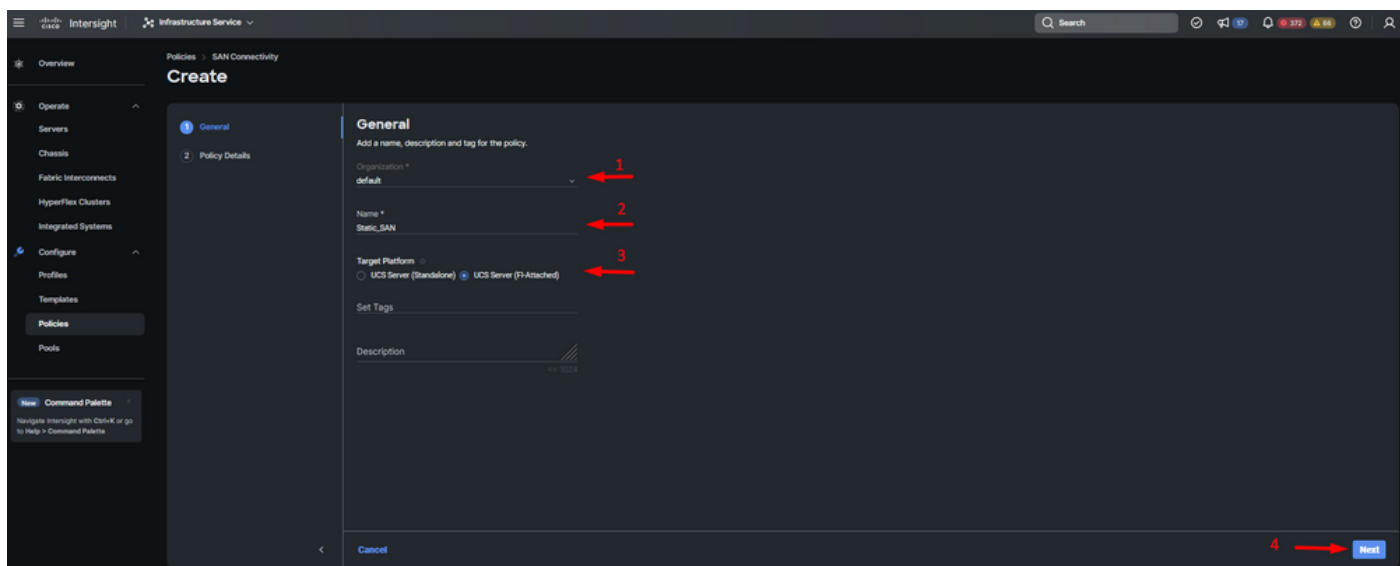 cisco Intersight
Infrastructure Service
Search
17
372
66
Overview
Operate
Servers
Chassis
Fabric Interconnects
HyperFlex Clusters
Integrated Systems
Configure
Profiles
Templates
Policies
Pools
New Command Palette
Navigate Intersight with Ctrl+K or go
to Help > Command Palette
Policies > SAN Connectivity
Create
1 General
2 Policy Details
General
Add a name, description and tag for the policy.
Organization *
default
1
Name *
Static_SAN
2
Target Platform
3
UCS Server (Standalone) UCS Server (FI-Attached)
Set Tags
Description
<= 1024
<
Cancel
4
Next